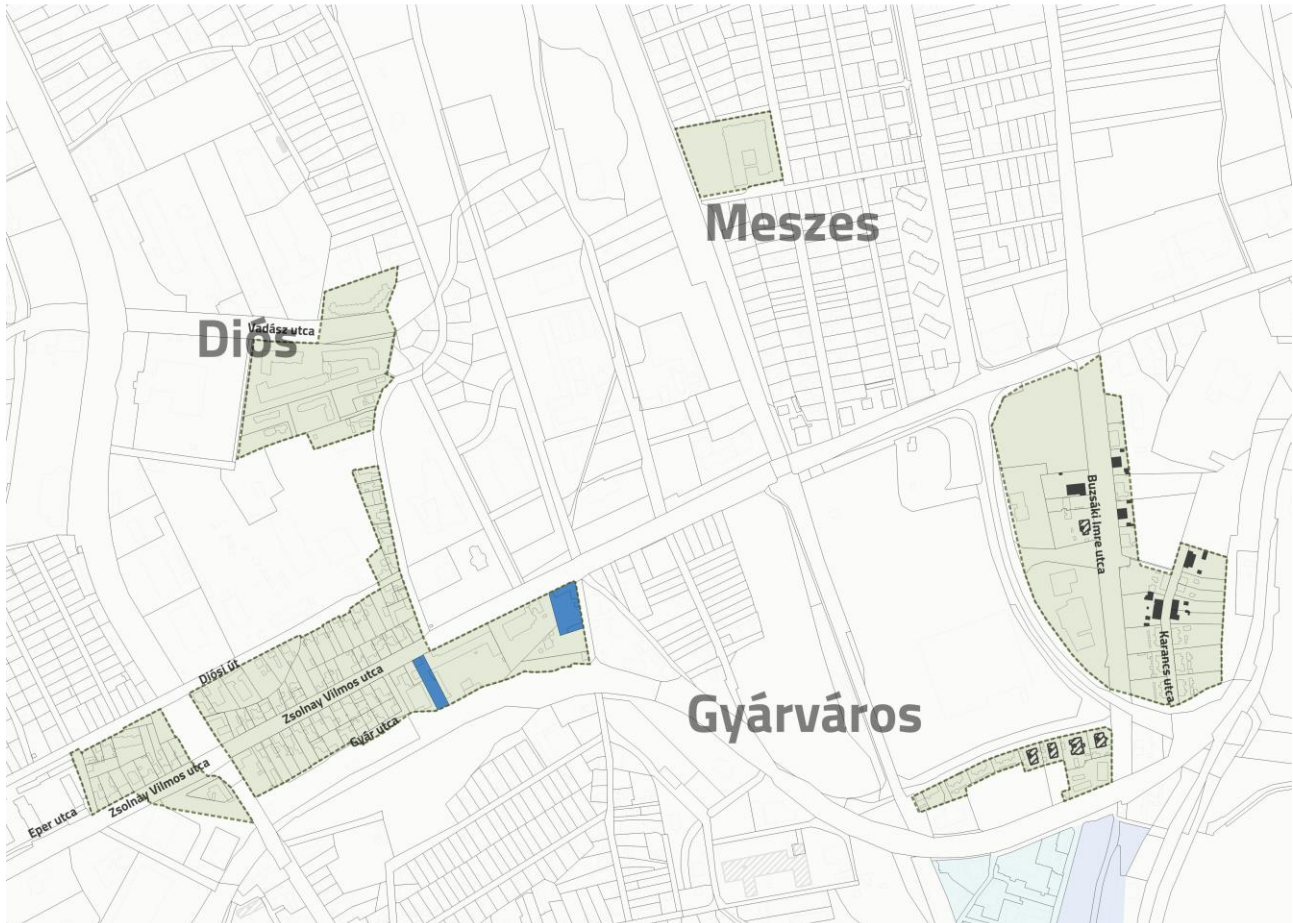 Meszes
Vadász utca
Diós
Buzsáki Imre utca
Karancs utca
Diósi út
Zsolnay Vilmos utca
Gyár utca
Gyárváros
Zsolnay Vilmos utca
Eper utca